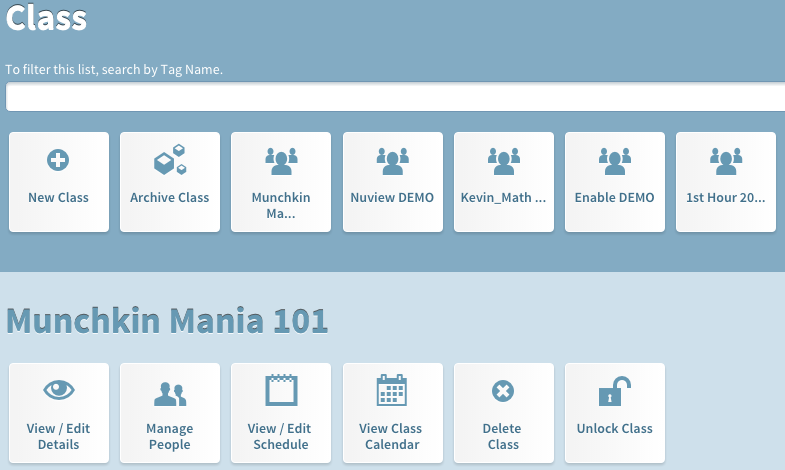 Class
To filter this list, search by Tag Name.
New Class
Archive Class
Munchkin
Ma...
Nuview DEMO
Kevin_Math ...
Enable DEMO
1st Hour 20...
Munchkin Mania 101
View / Edit
Details
Manage
People
View / Edit
Schedule
View Class
Calendar
Delete
Class
Unlock Class